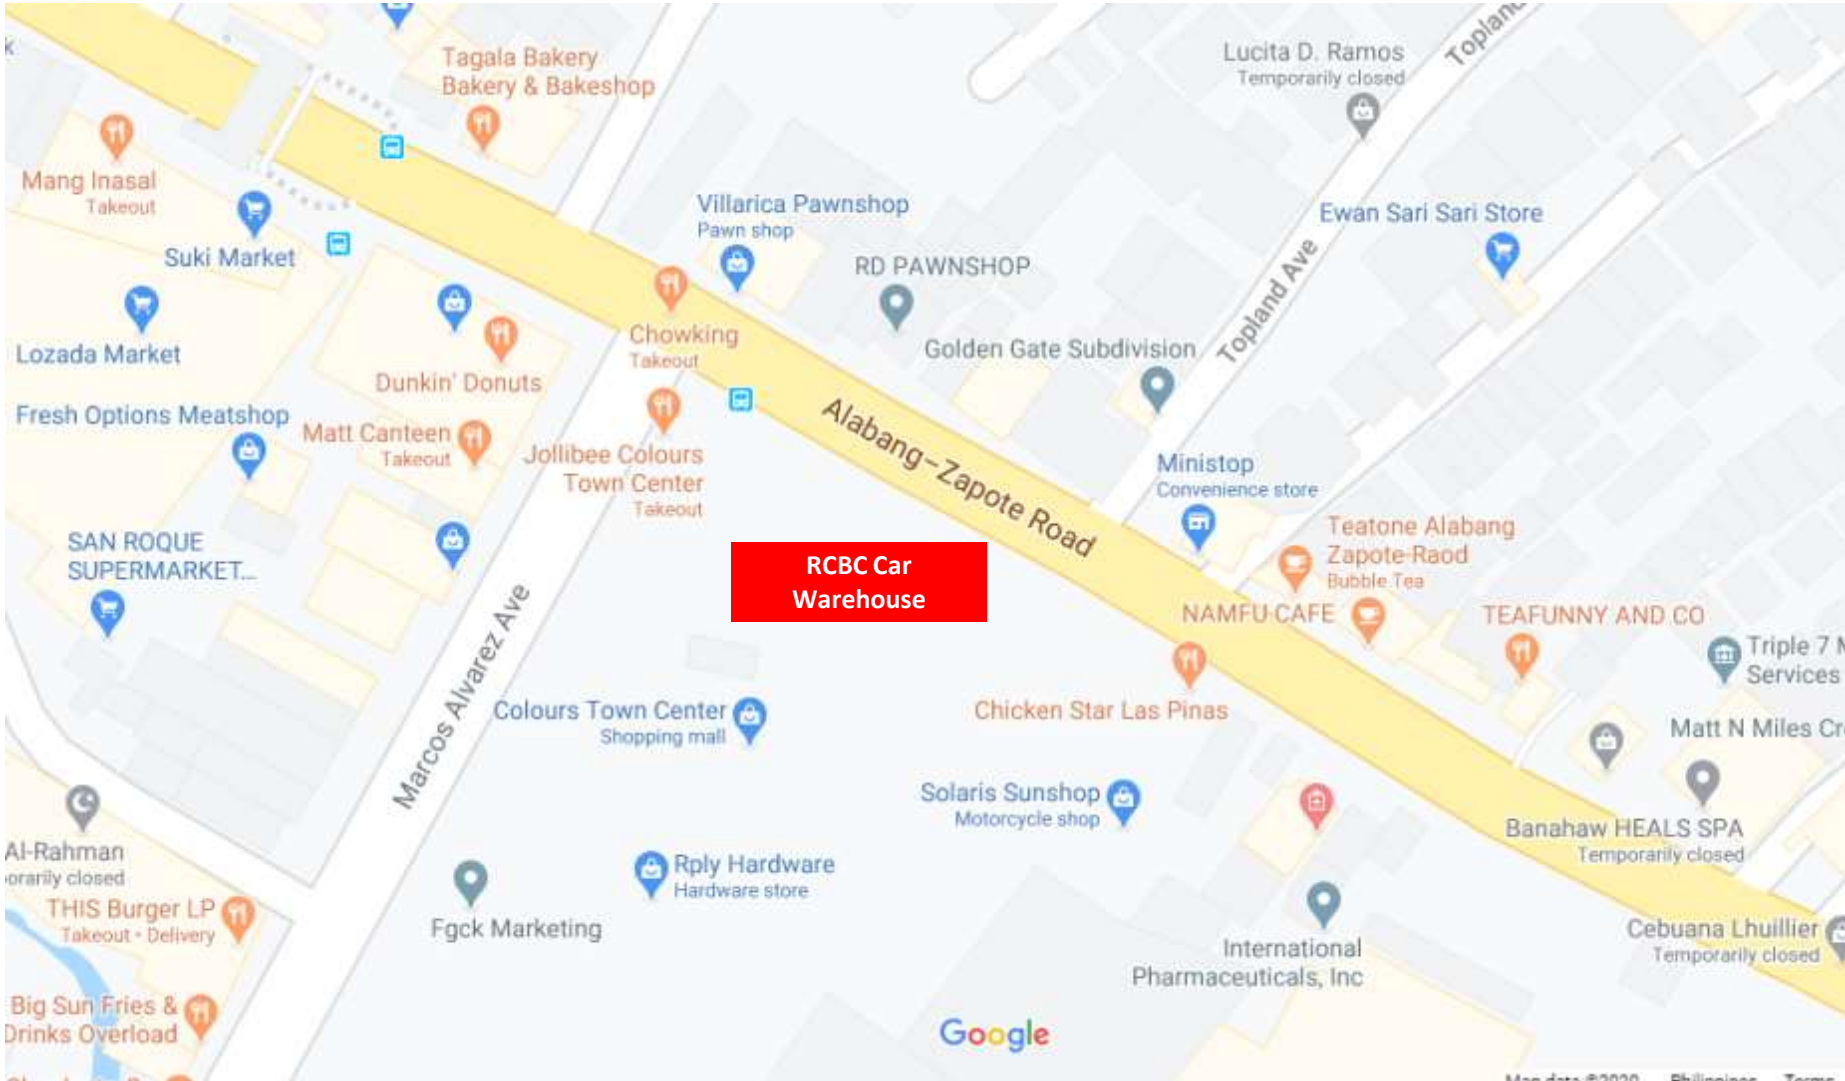 Tagala Bakery
Bakery & Bakeshop
Lucita D. Ramos
Temporarily closed
Mang Inasal
Takeout
Suki Market
Villarica Pawnshop
Pawn shop
RD PAWNSHOP
Ewan Sari Sari Store
Topland Ave
Chowking
Takeout
Golden Gate Subdivision
Lozada Market
Dunkin' Donuts
Fresh Options Meatshop
Matt Canteen
Takeout
Jollibee Colours
Town Center
Takeout
Alabang-Zapote Road
Ministop
Convenience store
SAN ROQUE
SUPERMARKET...
RCBC Car
Warehouse
Teatone Alabang
Zapote-Raod
Bubble Tea
NAMFU CAFE
TEAFUNNY AND CO
Triple 7
Services
Marcos Alvarez Ave
Colours Town Center
Shopping mall
Chicken Star Las Pinas
Matt N Miles Cr
Solaris Sunshop
Motorcycle shop
Banahaw HEALS SPA
Temporarily closed
Al-Rahman
orarily closed
Rply Hardware
Hardware store
THIS Burger LP
Takeout • Delivery
Fgck Marketing
International
Pharmaceuticals, Inc
Cebuana Lhuillier
Temporarily closed
Big Sun Fries &
Drinks Overload
Google